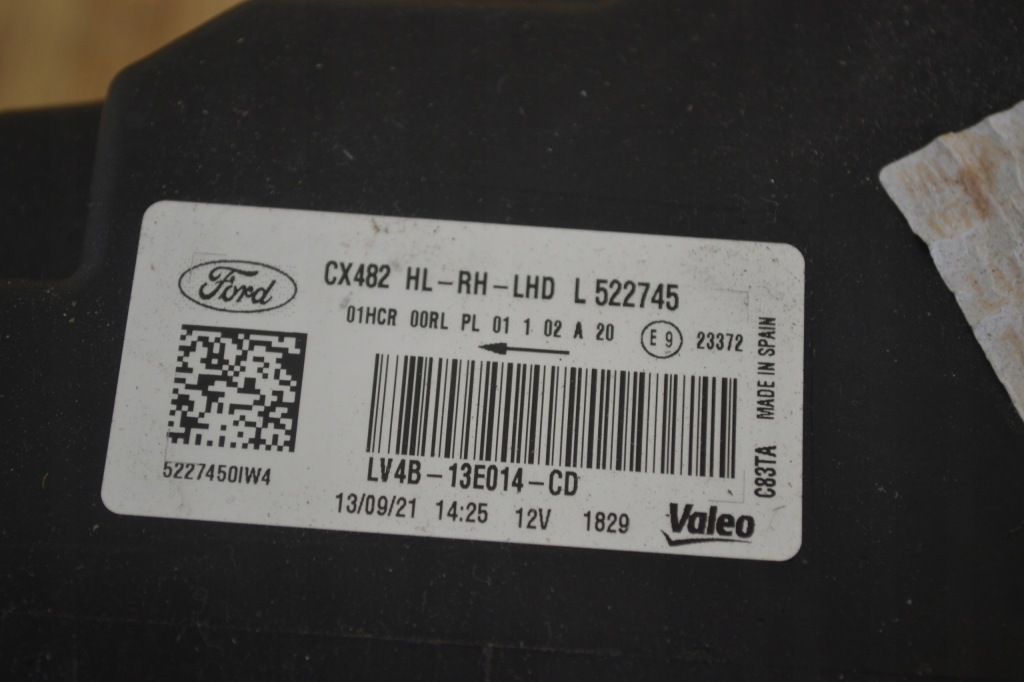 Ford
CX482 HL-RH-LHD L 522745
01HCR 00RL PL 01 1 02 A 20 E 9 23372
5227450IW4
LV4B-13E014-CD
13/09/21 14:25 12V 1829 Valeo
C83TA MADE IN SPAIN